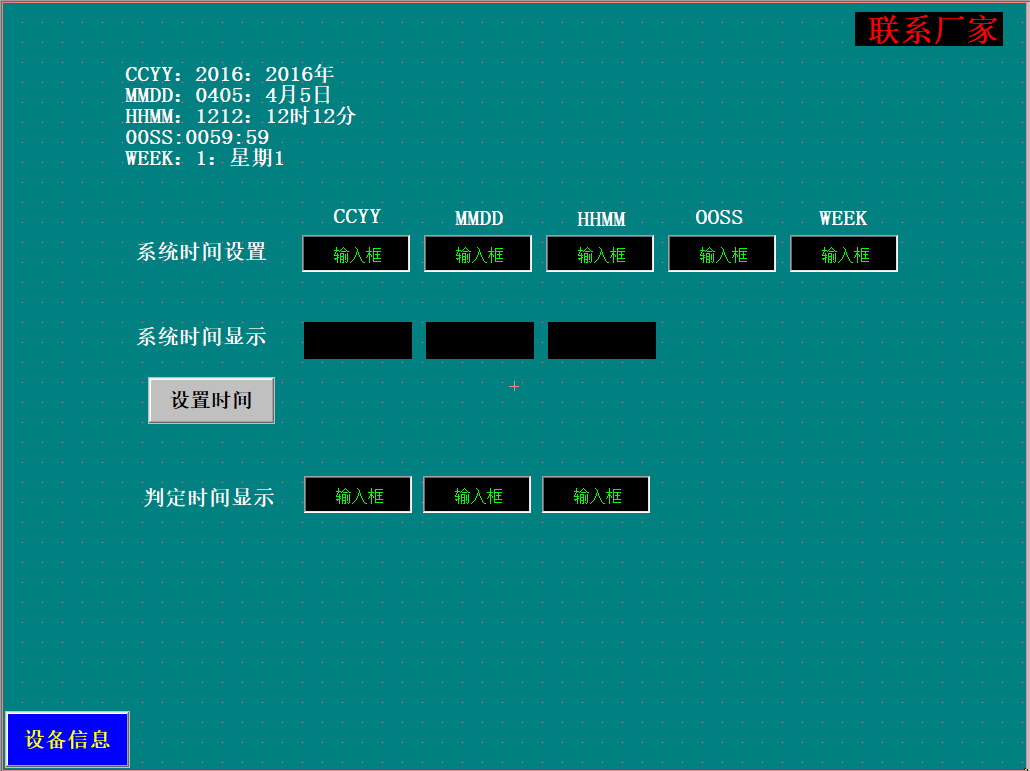 联系厂家
CCYY：2016：2016年
MMDD：0405：4月5日
HHMM：1212：12时12分
OOSS:0059:59
WEEK：1：星期1
CCYY MMDD HHMM OOSS WEEK
系统时间设置 输入框 输入框 输入框 输入框 输入框
系统时间显示
设置时间
判定时间显示 输入框 输入框 输入框
设备信息